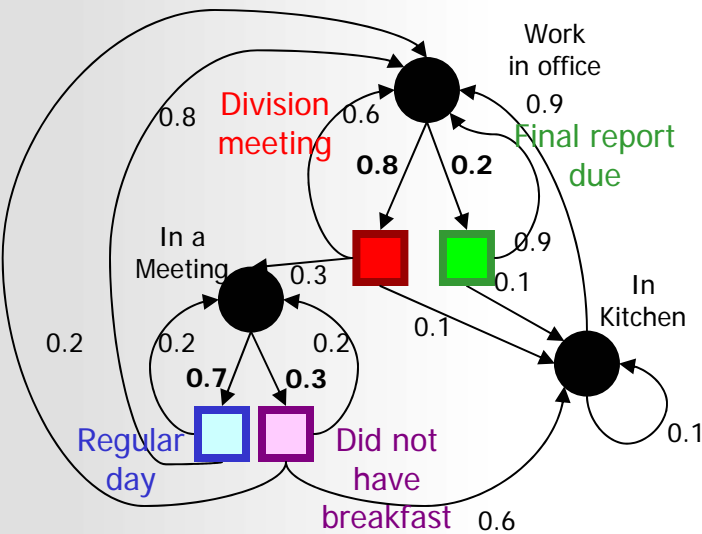 Work
in office
0.9
Division
meeting
0.6
0.8
Final report
due
0.8
0.2
In a
Meeting
0.3
0.9
0.1
In
Kitchen
0.1
0.2
0.2
0.2
0.7
0.3
0.1
Regular
day
Did not
have
breakfast
0.6